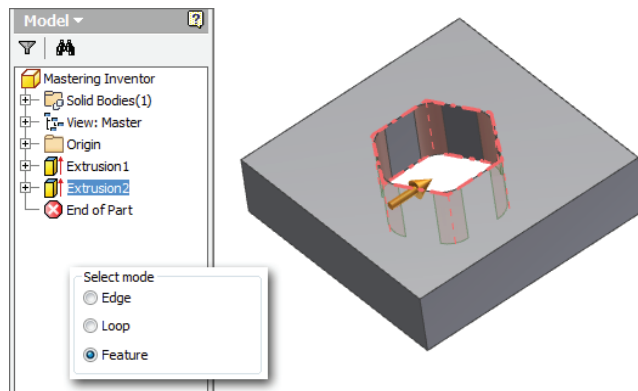 Model
Mastering Inventor
Solid Bodies(1)
View: Master
Origin
Extrusion1
Extrusion2
End of Part
Select mode
Edge
Loop
Feature